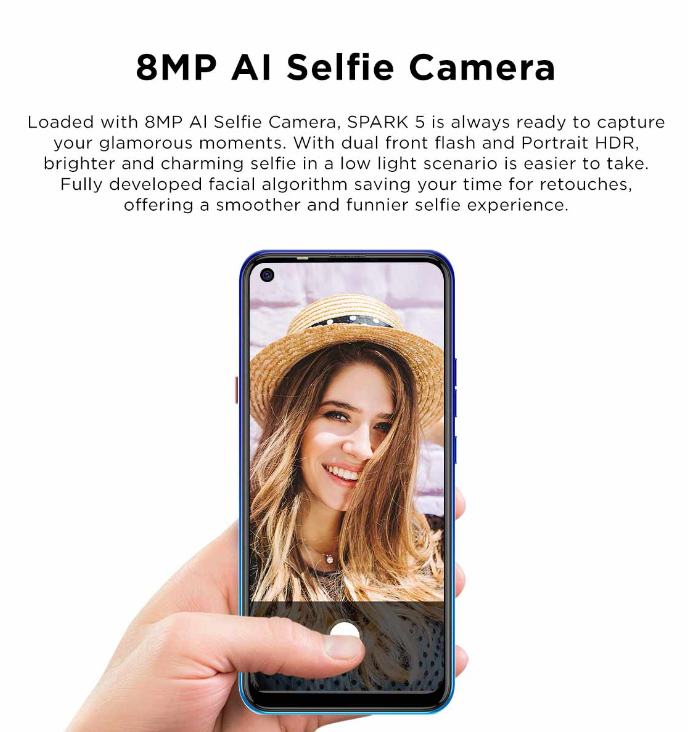 8MP AI Selfie Camera
Loaded with 8MP AI Selfie Camera, SPARK 5 is always ready to capture
your glamorous moments. With dual front flash and Portrait HDR,
brighter and charming selfie in a low light scenario is easier to take.
Fully developed facial algorithm saving your time for retouches,
offering a smoother and funnier selfie experience.